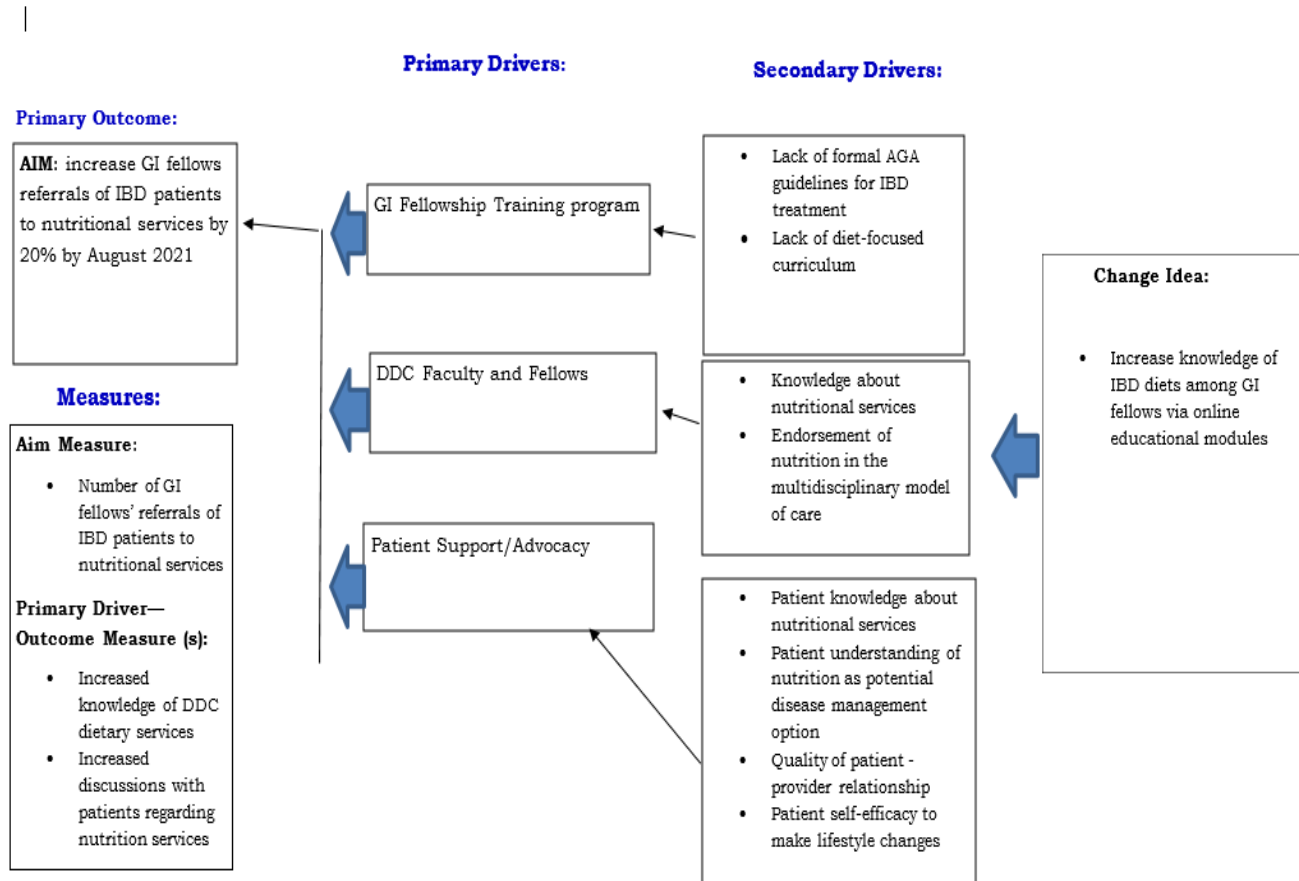 Primary Drivers:
Secondary Drivers:
Primary Outcome:
AIM: increase GI fellows
referrals of IBD patients
to nutritional services by
20% by August 2021
Measures:
Aim Measure:
• Number of GI
fellows’ referrals of
IBD patients to
nutritional services
Primary Driver—
Outcome Measure (s):
• Increased
knowledge of DDC
dietary services
• Increased
discussions with
patients regarding
nutrition services
GI Fellowship Training program
DDC Faculty and Fellows
Patient Support/Advocacy
• Lack of formal AGA
guidelines for IBD
treatment
• Lack of diet-focused
curriculum
• Knowledge about
nutritional services
• Endorsement of
nutrition in the
multidisciplinary model
of care
• Patient knowledge about
nutritional services
• Patient understanding of
nutrition as potential
disease management
option
• Quality of patient -
provider relationship
• Patient self-efficacy to
make lifestyle changes
Change Idea:
• Increase knowledge of
IBD diets among GI
fellows via online
educational modules